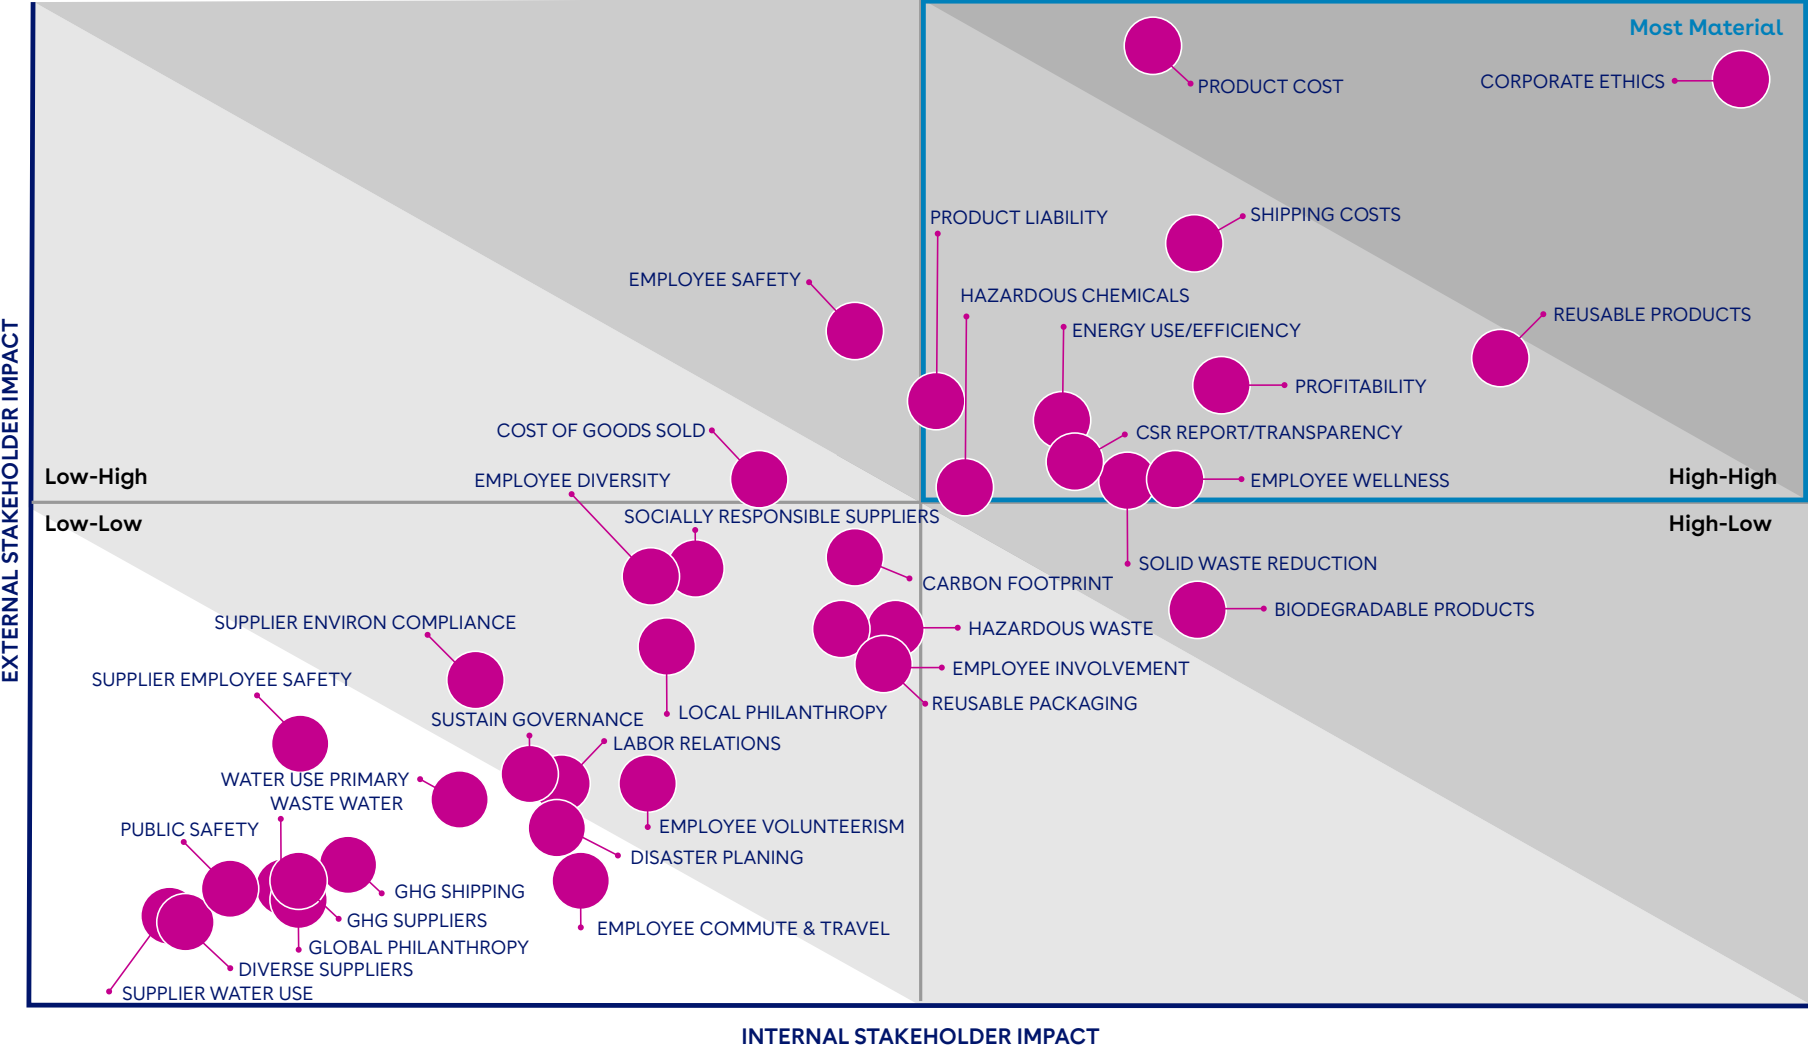 Most Material
PRODUCT COST
CORPORATE ETHICS
PRODUCT LIABILITY
SHIPPING COSTS
EMPLOYEE SAFETY
HAZARDOUS CHEMICALS
REUSABLE PRODUCTS
ENERGY USE/EFFICIENCY
PROFITABILITY
COST OF GOODS SOLD
CSR REPORT/TRANSPARENCY
Low-High
EMPLOYEE DIVERSITY
EMPLOYEE WELLNESS
High-High
Low-Low
SOCIALLY RESPONSIBLE SUPPLIERS
High-Low
SOLID WASTE REDUCTION
CARBON FOOTPRINT
BIODEGRADABLE PRODUCTS
SUPPLIER ENVIRON COMPLIANCE
HAZARDOUS WASTE
EMPLOYEE INVOLVEMENT
SUPPLIER EMPLOYEE SAFETY
REUSABLE PACKAGING
LOCAL PHILANTHROPY
SUSTAIN GOVERNANCE
LABOR RELATIONS
WATER USE PRIMARY
WASTE WATER
PUBLIC SAFETY
EMPLOYEE VOLUNTEERISM
DISASTER PLANING
GHG SHIPPING
GHG SUPPLIERS
EMPLOYEE COMMUTE & TRAVEL
GLOBAL PHILANTHROPY
DIVERSE SUPPLIERS
SUPPLIER WATER USE
EXTERNAL STAKEHOLDER IMPACT
INTERNAL STAKEHOLDER IMPACT